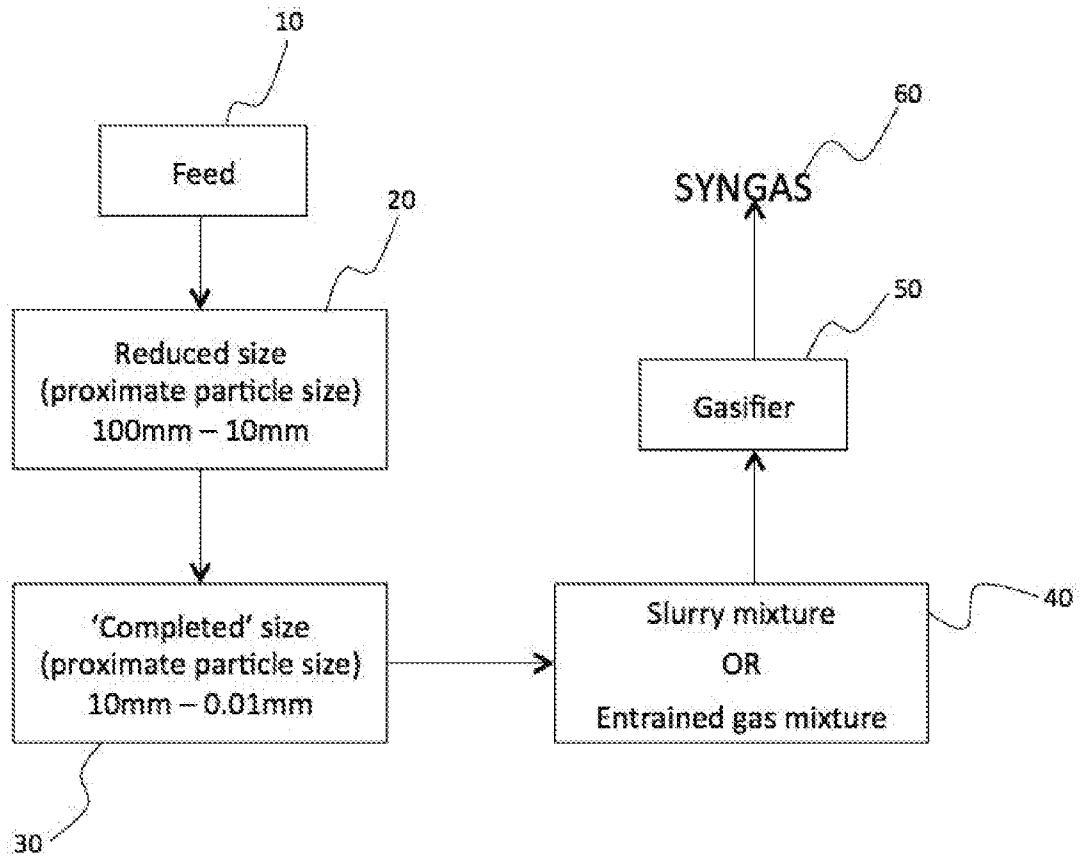 10
Feed
20
Reduced size
(proximate particle size)
100mm – 10mm
‘Completed‘ size
(proximate particle size)
10mm – 0.01mm
30
60
SYNGAS
50
Gasifier
Slurry mixture
OR
Entrained gas mixture
40